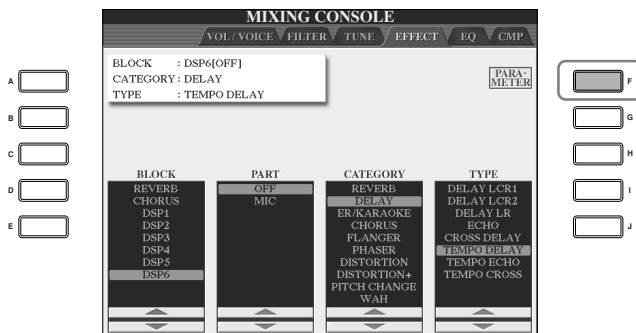 MIXING CONSOLE
VOL / VOICE FILTER TUNE EFFECT EQ CMP
BLOCK : DSP6[OFF]
CATEGORY : DELAY
TYPE : TEMPO DELAY
PARA-
METER
A
B
C
D
E
F
G
H
I
J
BLOCK
REVERB
CHORUS
DSP1
DSP2
DSP3
DSP4
DSP5
DSP6
PART
OFF
MIC
CATEGORY
REVERB
DELAY
ER/KARAOKE
CHORUS
FLANGER
PHASER
DISTORTION
DISTORTION+
PITCH CHANGE
WAH
TYPE
DELAY LCR1
DELAY LCR2
DELAY LR
ECHO
CROSS DELAY
TEMPO DELAY
TEMPO ECHO
TEMPO CROSS